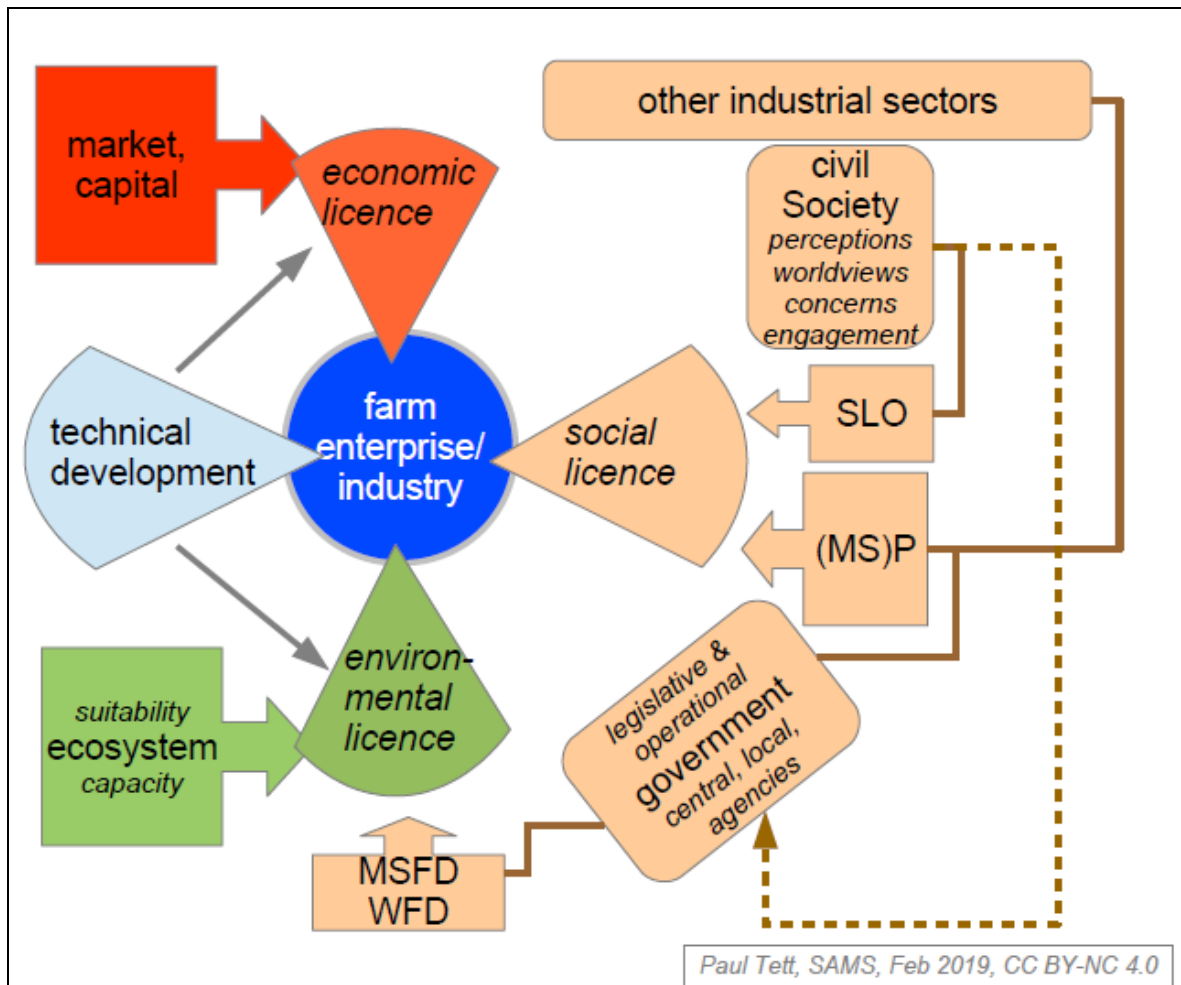 other industrial sectors
market,
capital
economic
licence
civil
Society
perceptions
worldviews
concerns
engagement
technical
development
farm
enterprise/
industry
social
licence
SLO
(MS)P
suitability
ecosystem
capacity
environ-
mental
licence
legislative &
operational
government
central, local,
agencies
MSFD
WFD
Paul Tett, SAMS, Feb 2019, CC BY-NC 4.0